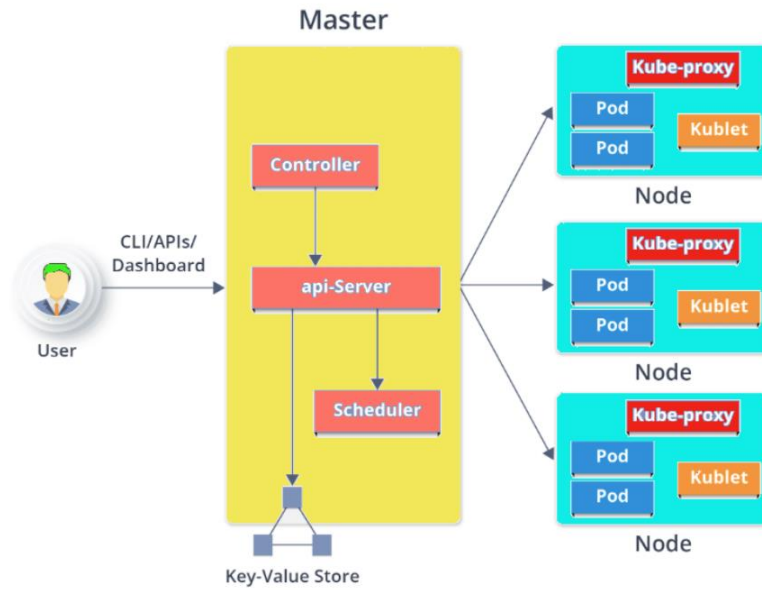 Master
Controller
api-Server
Scheduler
CLI/APIs/
Dashboard
User
Key-Value Store
Kube-proxy
Pod
Pod
Kublet
Node
Kube-proxy
Pod
Pod
Kublet
Node
Kube-proxy
Pod
Pod
Kublet
Node